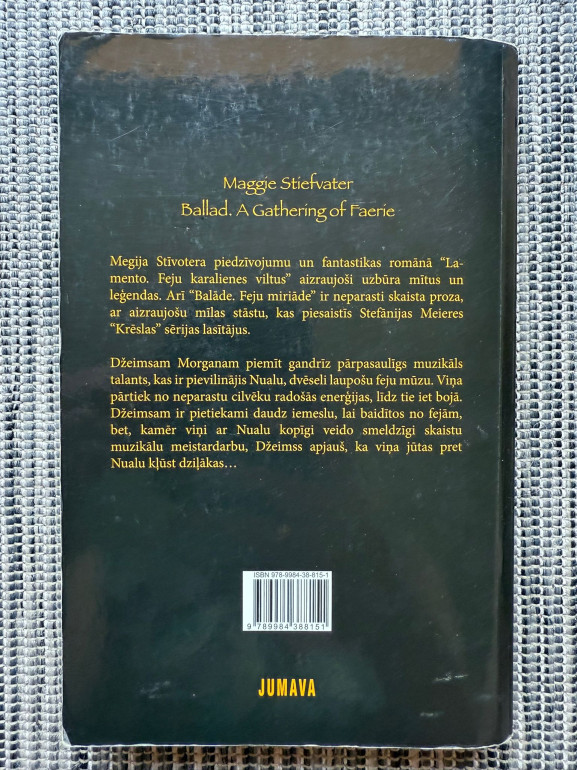 Maggie Stiefvater
Ballad. A Gathering of Faerie
Megija Stīvotera piedzīvojumu un fantastikas romānā “La-
mento. Feju karalienes viltus” aizraujoši uzbūra mītus un
leģendas. Arī “Balāde. Feju miriāde” ir neparasti skaista proza,
ar aizraujošu mīlas stāstu, kas piesaistīs Stefānijas Meieres
“Krēslas” sērijas lasītājus.
Džeimsam Morganam piemīt gandrīz pārpasaulīgs muzikāls
talants, kas ir pievilinājis Nualu, dvēseli laupošu feju mūzu. Viņa
pārtiek no neparastu cilvēku radošās enerģijas, līdz tie iet bojā.
Džeimsam ir pietiekami daudz iemeslu, lai baidītos no fejām,
bet, kamēr viņi ar Nualu kopīgi veido smeldzīgi skaistu
muzikālu meistardarbu, Džeimss apjauš, ka viņa jūtas pret
Nualu kļūst dziļākas…
ISBN 978-9984-38-815-1
9 789984 388151
JUMAVA